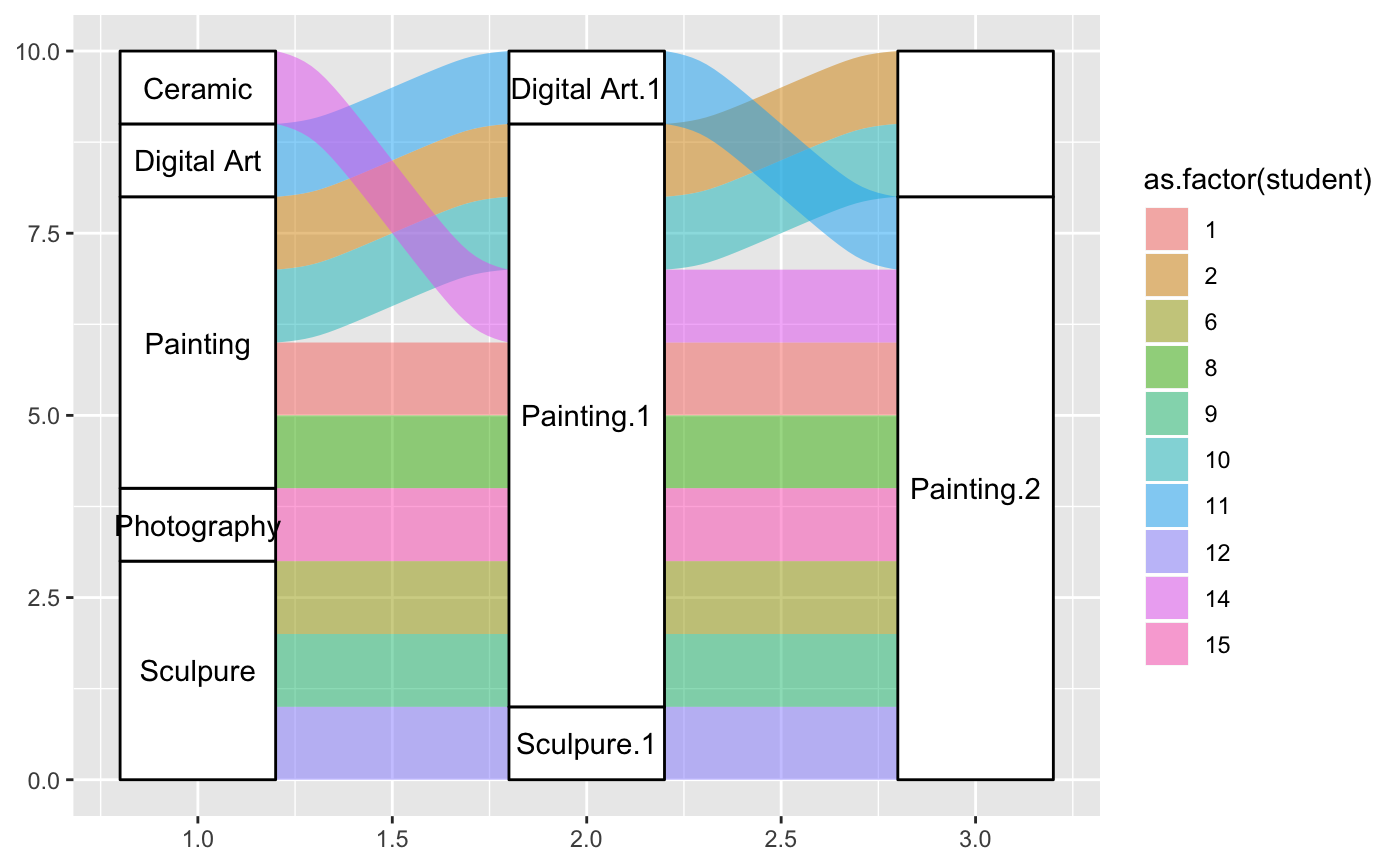 10.0
7.5
5.0
2.5
0.0
Ceramic
Digital Art
Painting
Photography
Sculpure
Digital Art.1
Painting.1
Sculpure.1
Painting.2
1.0
1.5
2.0
2.5
3.0
as.factor(student)
1
2
6
8
9
10
11
12
14
15